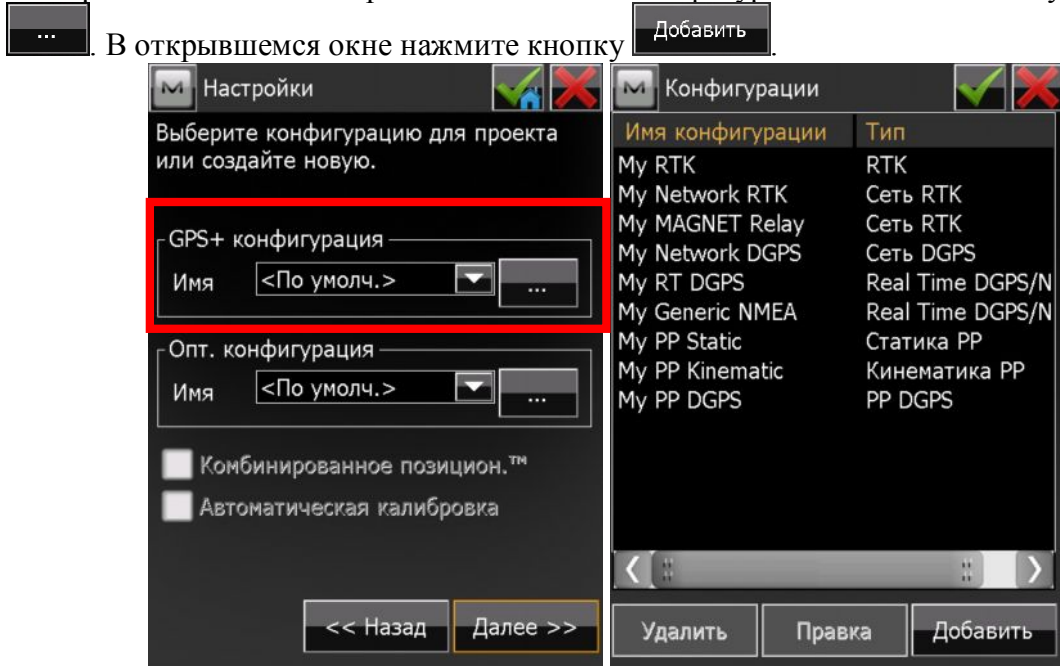 ... . В открывшемся окне нажмите кнопку Добавить .
Настройки
Выберите конфигурацию для проекта
или создайте новую.
GPS+ конфигурация
Имя <По умолч.> ...
Опт. конфигурация
Имя <По умолч.> ...
Комбинированное позицион.™
Автоматическая калибровка
<< Назад Далее >>
Конфигурации
Имя конфигурации Тип
My RTK RTK
My Network RTK Сеть RTK
My MAGNET Relay Сеть RTK
My Network DGPS Сеть DGPS
My RT DGPS Real Time DGPS/N
My Generic NMEA Real Time DGPS/N
My PP Static Статика PP
My PP Kinematic Кинематика PP
My PP DGPS PP DGPS
Удалить Правка Добавить